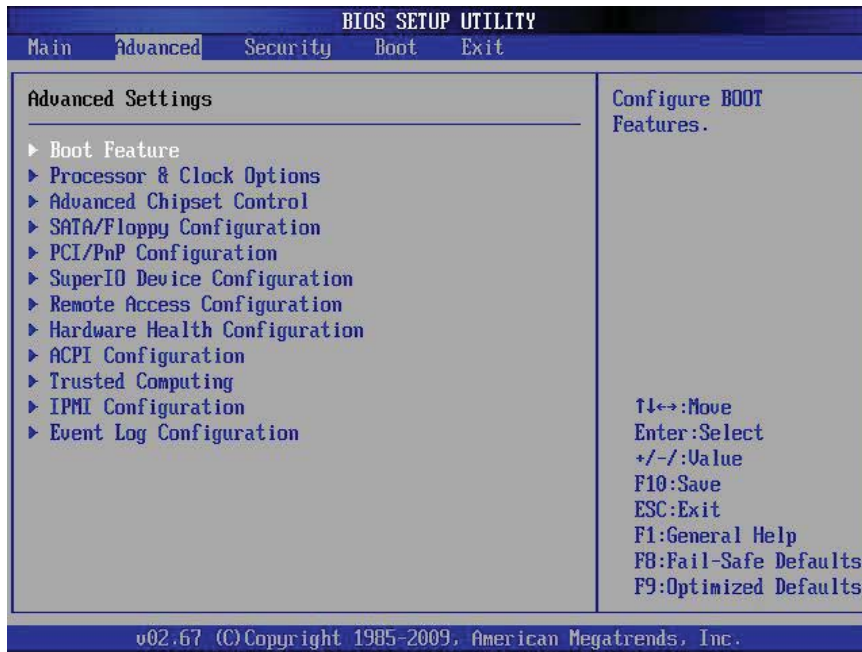 BIOS SETUP UTILITY
Main Advanced Security Boot Exit
Advanced Settings
▶ Boot Feature
▶ Processor & Clock Options
▶ Advanced Chipset Control
▶ SATA/Floppy Configuration
▶ PCI/PnP Configuration
▶ SuperIO Device Configuration
▶ Remote Access Configuration
▶ Hardware Health Configuration
▶ ACPI Configuration
▶ Trusted Computing
▶ IPMI Configuration
▶ Event Log Configuration
Configure BOOT
Features.
↑↓←→:Move
Enter:Select
+/-/:Value
F10:Save
ESC:Exit
F1:General Help
F8:Fail-Safe Defaults
F9:Optimized Defaults
v02.67 (C)Copyright 1985-2009, American Megatrends, Inc.